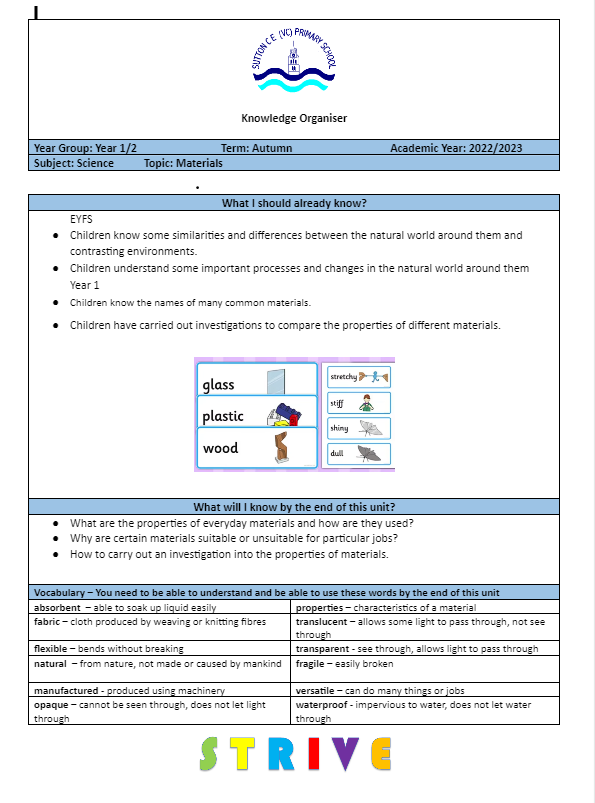 SUTTON C.E. (VC) PRIMARY SCHOOL
Knowledge Organiser
Year Group: Year 1/2 Term: Autumn Academic Year: 2022/2023
Subject: Science Topic: Materials
What I should already know?
EYFS
● Children know some similarities and differences between the natural world around them and
contrasting environments.
● Children understand some important processes and changes in the natural world around them
Year 1
● Children know the names of many common materials.
● Children have carried out investigations to compare the properties of different materials.
glass
plastic
wood
stretchy
stiff
shiny
dull
What will I know by the end of this unit?
● What are the properties of everyday materials and how are they used?
● Why are certain materials suitable or unsuitable for particular jobs?
● How to carry out an investigation into the properties of materials.
Vocabulary – You need to be able to understand and be able to use these words by the end of this unit
absorbent – able to soak up liquid easily
properties – characteristics of a material
fabric – cloth produced by weaving or knitting fibres
translucent – allows some light to pass through, not see
through
flexible – bends without breaking
transparent - see through, allows light to pass through
natural – from nature, not made or caused by mankind
fragile – easily broken
manufactured - produced using machinery
versatile – can do many things or jobs
opaque – cannot be seen through, does not let light
through
waterproof - impervious to water, does not let water
through
STRIVE